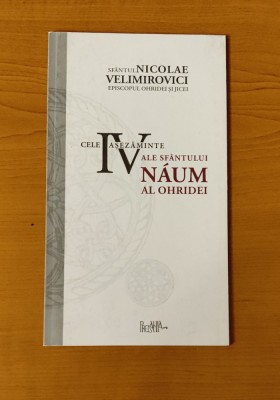 SFÂNTUL NICOLAE
VELIMIROVICI
EPISCOPUL OHRIDEI ȘI JICEI
CELE IV AȘEZĂMINTE
ALE SFÂNTULUI
NÁUM
AL OHRIDEI